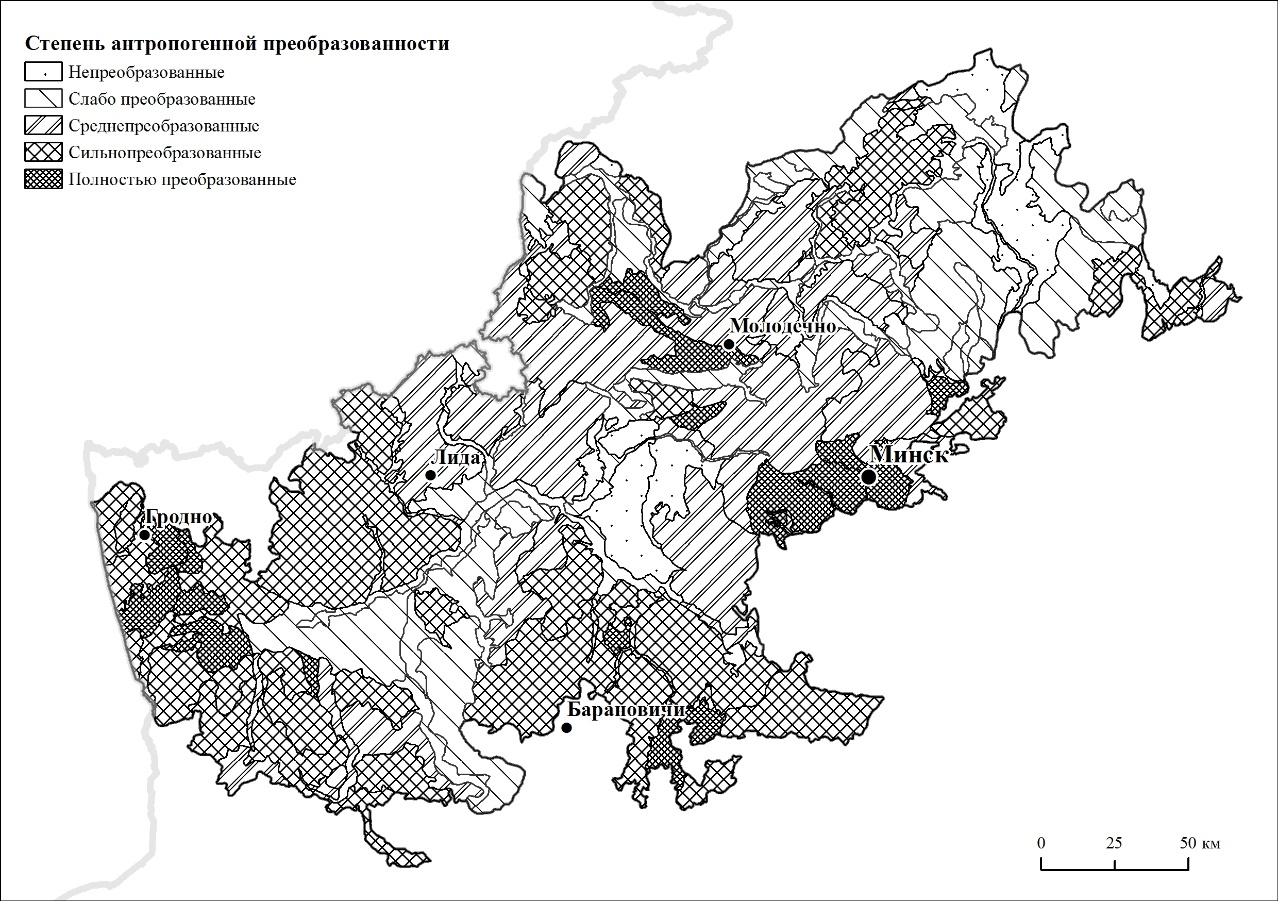 Степень антропогенной преобразованности
Непреобразованные
Слабо преобразованные
Среднепреобразованные
Сильнопреобразованные
Полностью преобразованные
Молодечно
Минск
Лида
Гродно
Барановичи
0 25 50 км